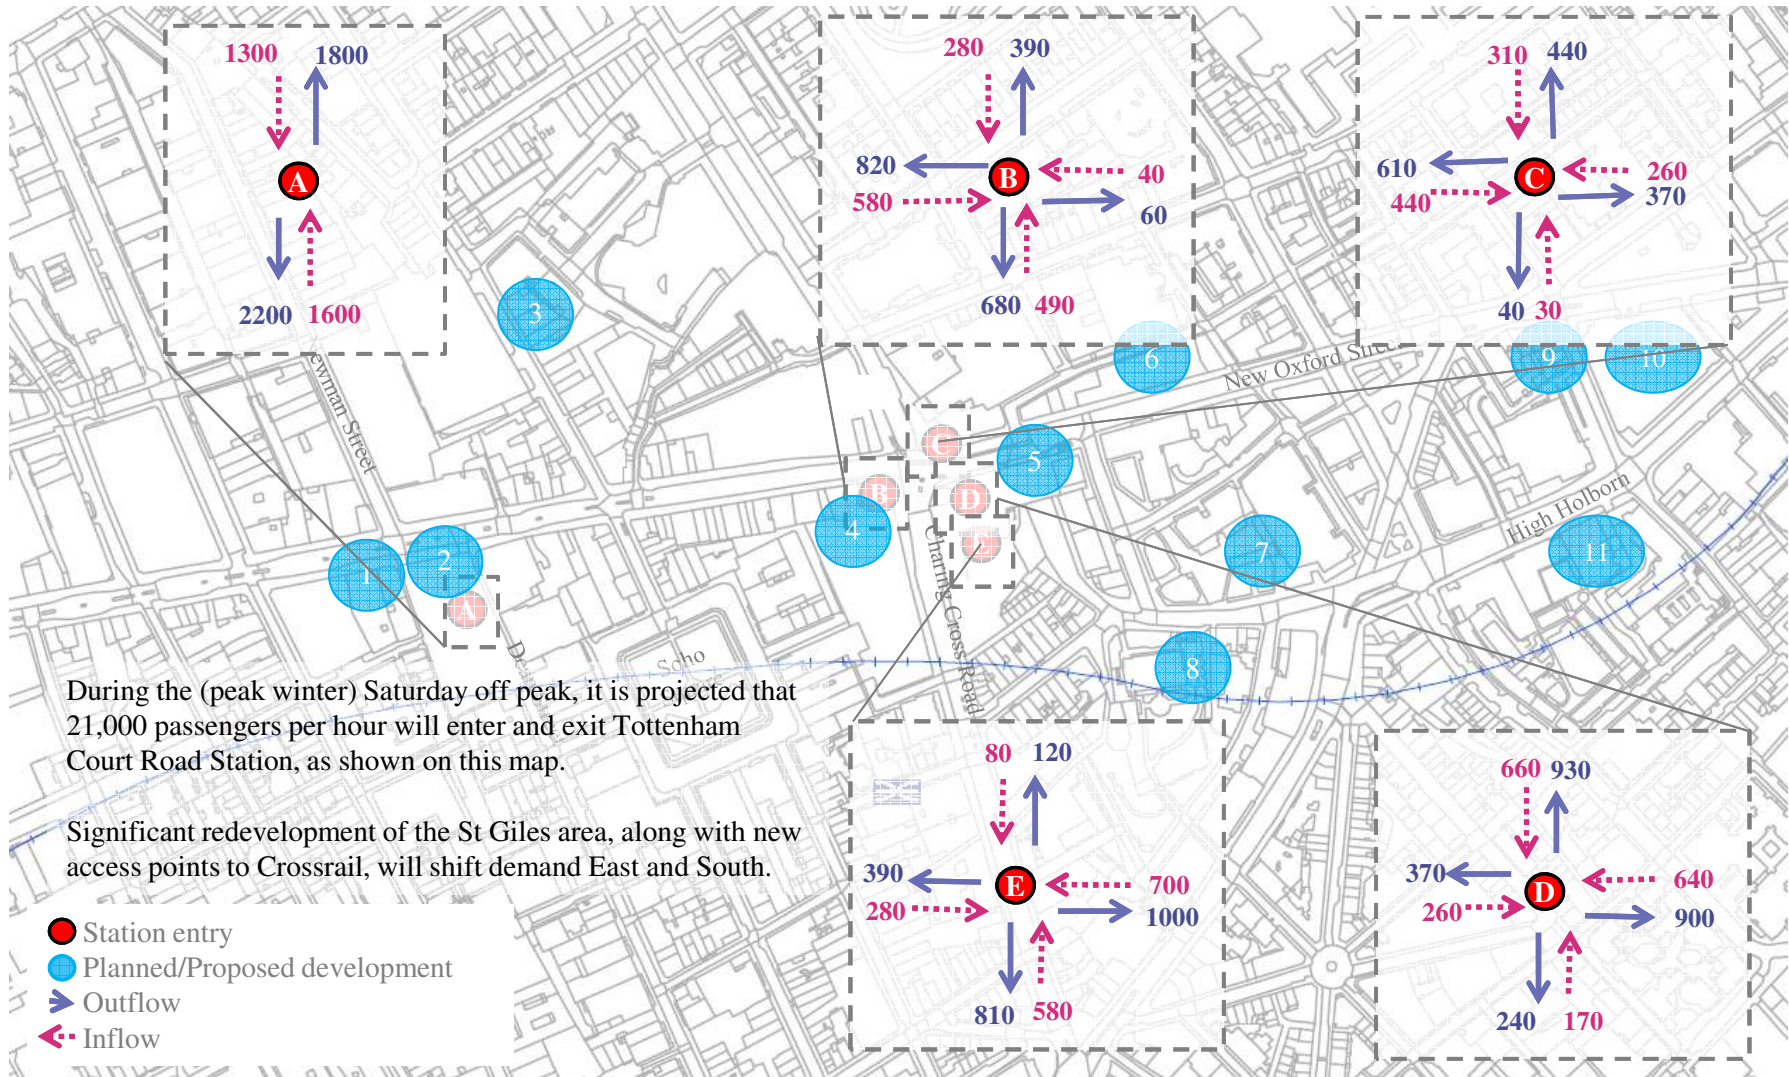 1300 1800
A
2200 1600
280 390
820 40
B
580 60
680 490
310 440
610 260
C
440 370
40 30
3
6
9
10
New Oxford Street
ewman Street
C
5
B
D
4
E
High Holborn
7
11
1
2
A
Charing Cross Road
Soho
8
During the (peak winter) Saturday off peak, it is projected that
21,000 passengers per hour will enter and exit Tottenham
Court Road Station, as shown on this map.
Significant redevelopment of the St Giles area, along with new
access points to Crossrail, will shift demand East and South.
Station entry
Planned/Proposed development
Outflow
Inflow
80 120
390 700
E
280 1000
810 580
660 930
370 640
D
260 900
240 170